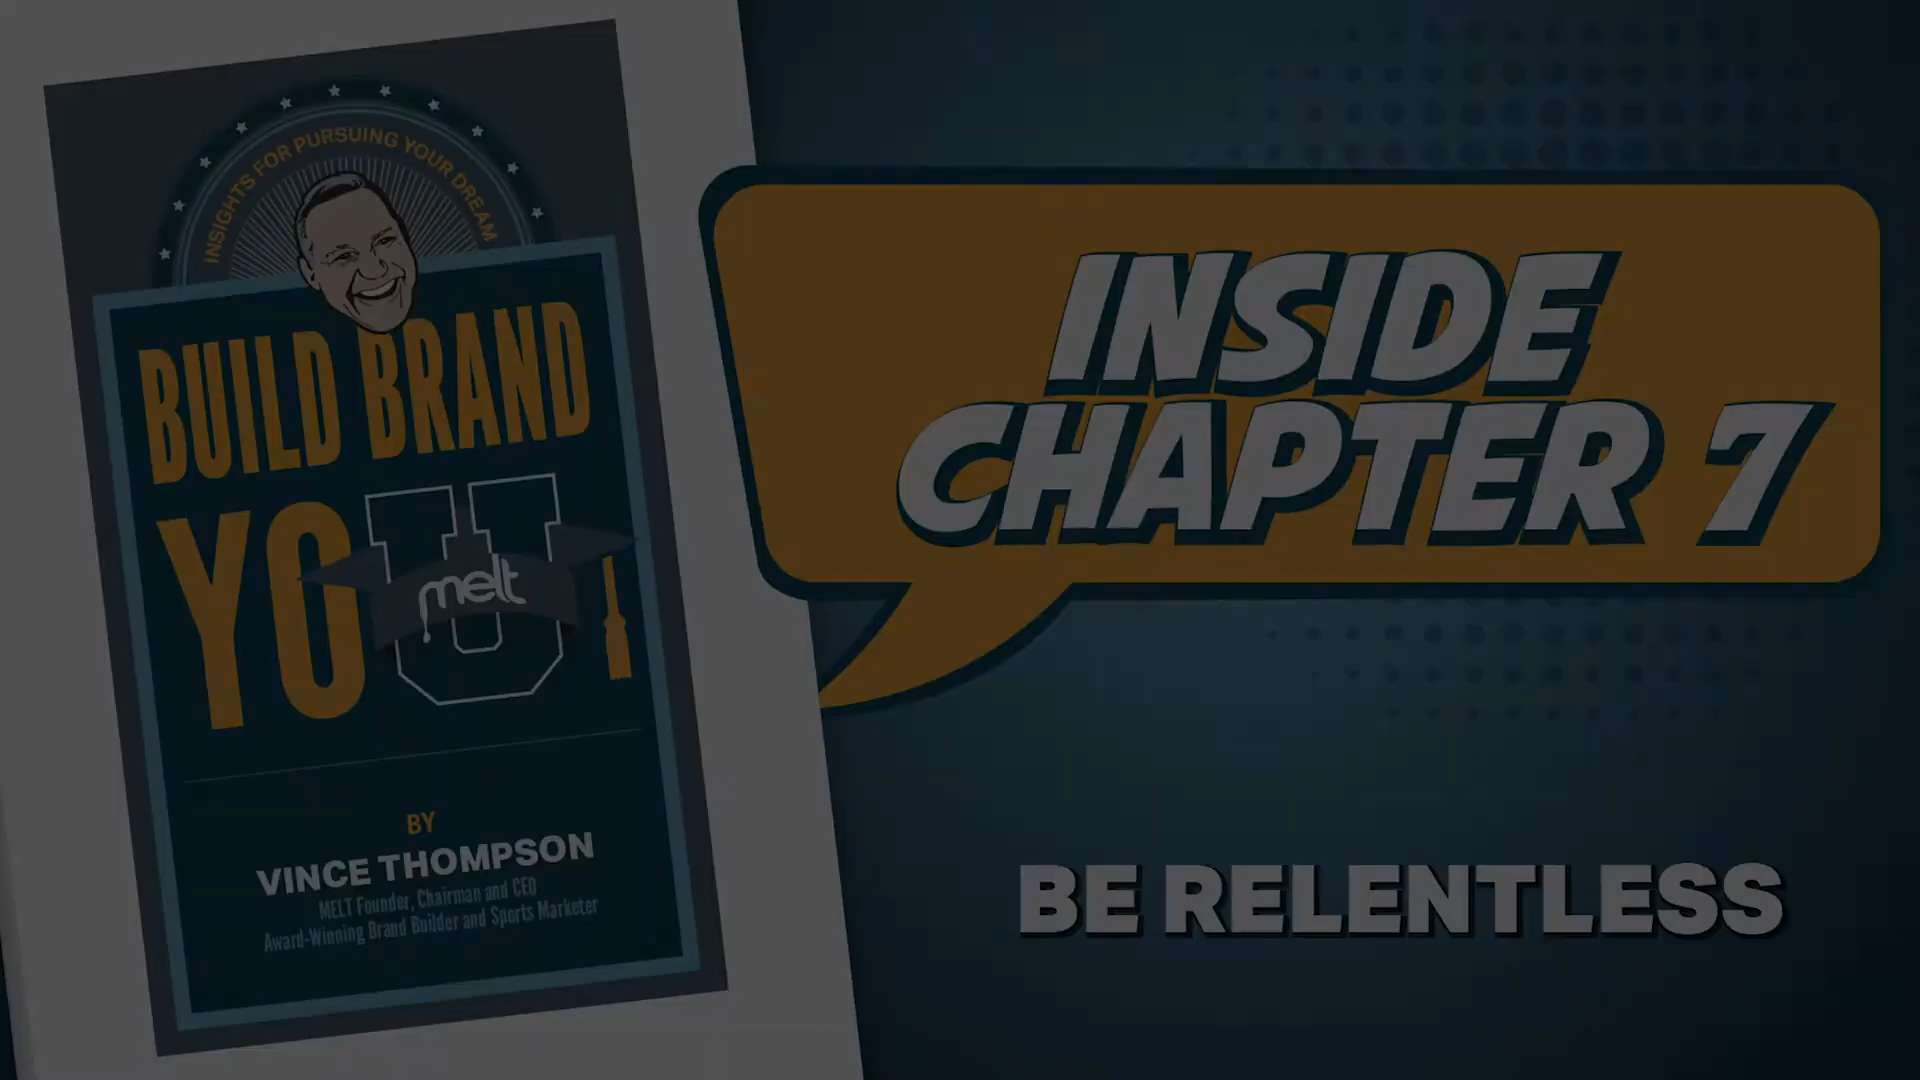 INSIGHTS FOR PURSUING YOUR DREAM
BUILD BRAND
YOU!
melt
BY
VINCE THOMPSON
MELT Founder, Chairman and CEO
Award-Winning Brand Builder and Sports Marketer
INSIDE
CHAPTER 7
BE RELENTLESS